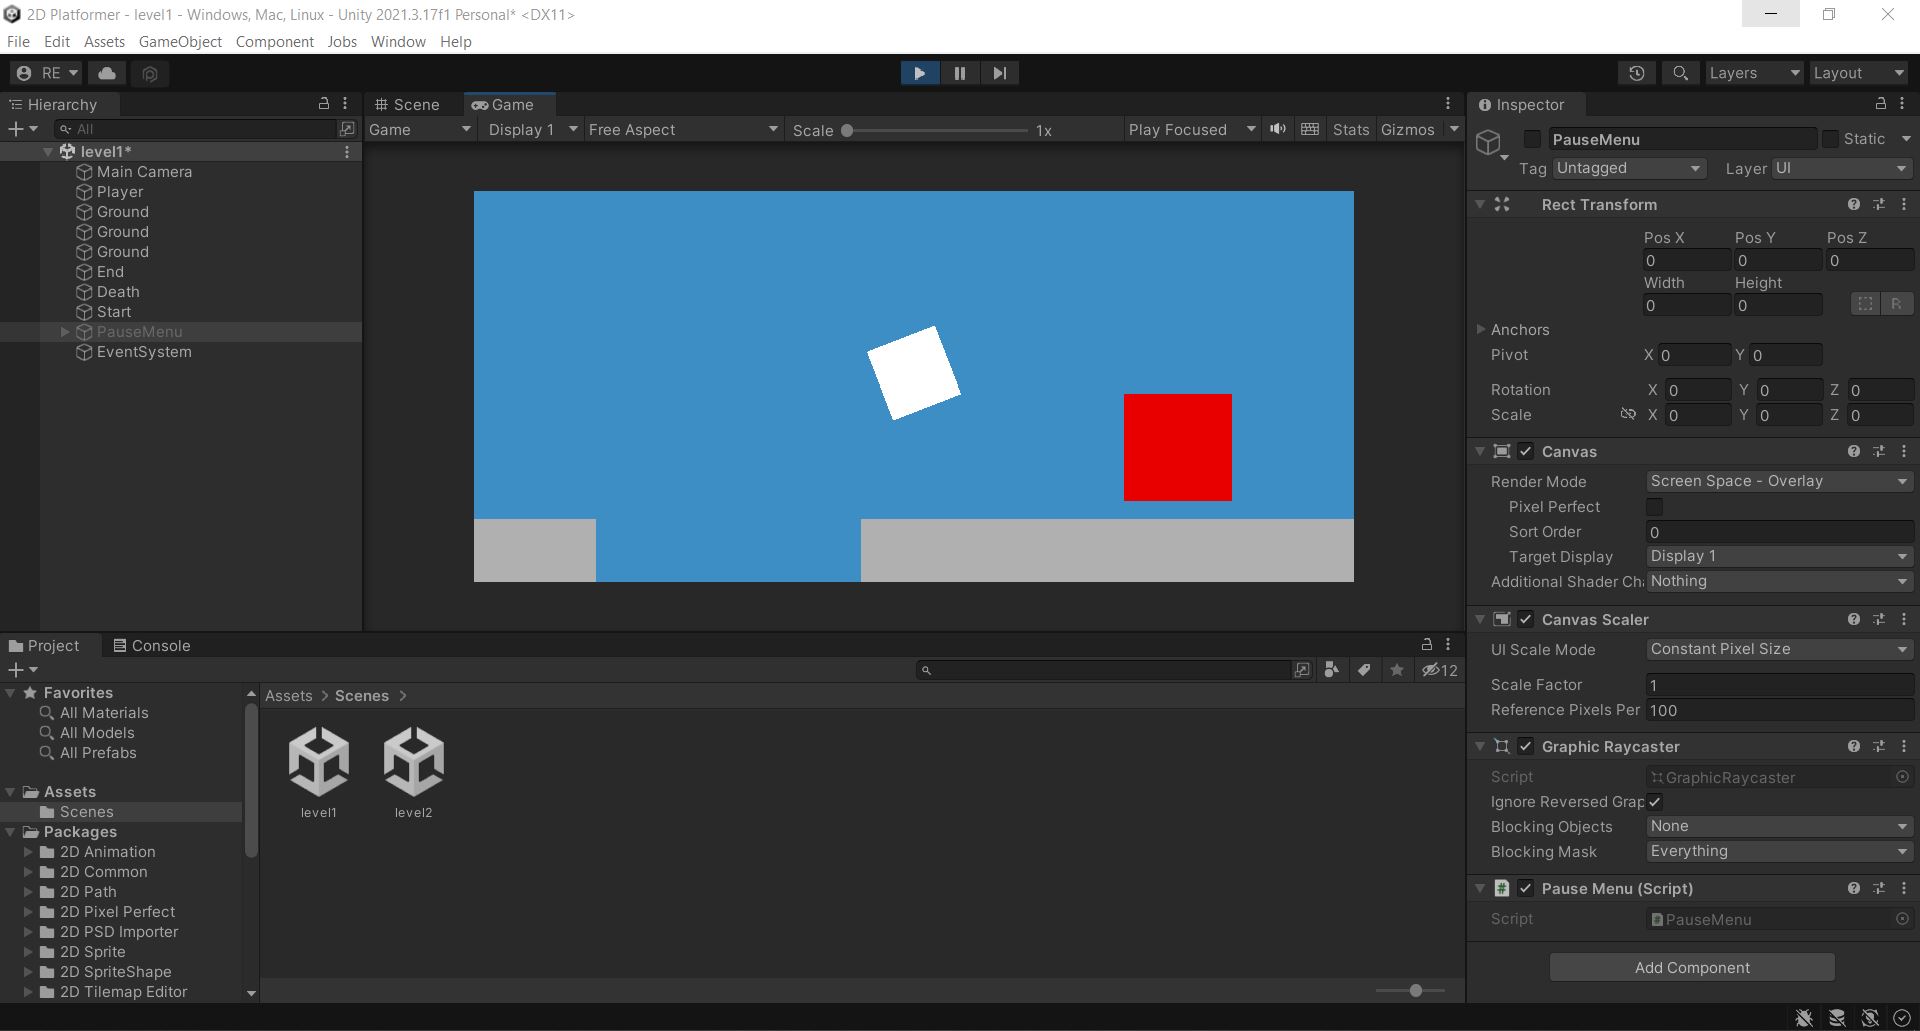 2D Platformer - level1 - Windows, Mac, Linux - Unity 2021.3.17f1 Personal* <DX11>
File Edit Assets GameObject Component Jobs Window Help
RE Layers Layout
Hierarchy
All
level1*
Main Camera
Player
Ground
Ground
Ground
End
Death
Start
PauseMenu
EventSystem
Scene Game
Game Display 1 Free Aspect Scale 1x Play Focused Stats Gizmos
Project Console
12
Favorites
All Materials
All Models
All Prefabs
Assets
Scenes
Packages
2D Animation
2D Common
2D Path
2D Pixel Perfect
2D PSD Importer
2D Sprite
2D SpriteShape
2D Tilemap Editor
Assets > Scenes >
level1 level2
Inspector
PauseMenu Static
Tag Untagged Layer UI
Rect Transform
Pos X Pos Y Pos Z
0 0 0
Width Height
0 0 R
Anchors
Pivot X 0 Y 0
Rotation X 0 Y 0 Z 0
Scale X 0 Y 0 Z 0
Canvas
Render Mode Screen Space - Overlay
Pixel Perfect
Sort Order 0
Target Display Display 1
Additional Shader Cha Nothing
Canvas Scaler
UI Scale Mode Constant Pixel Size
Scale Factor 1
Reference Pixels Per 100
Graphic Raycaster
Script GraphicRaycaster
Ignore Reversed Grap
Blocking Objects None
Blocking Mask Everything
Pause Menu (Script)
Script PauseMenu
Add Component